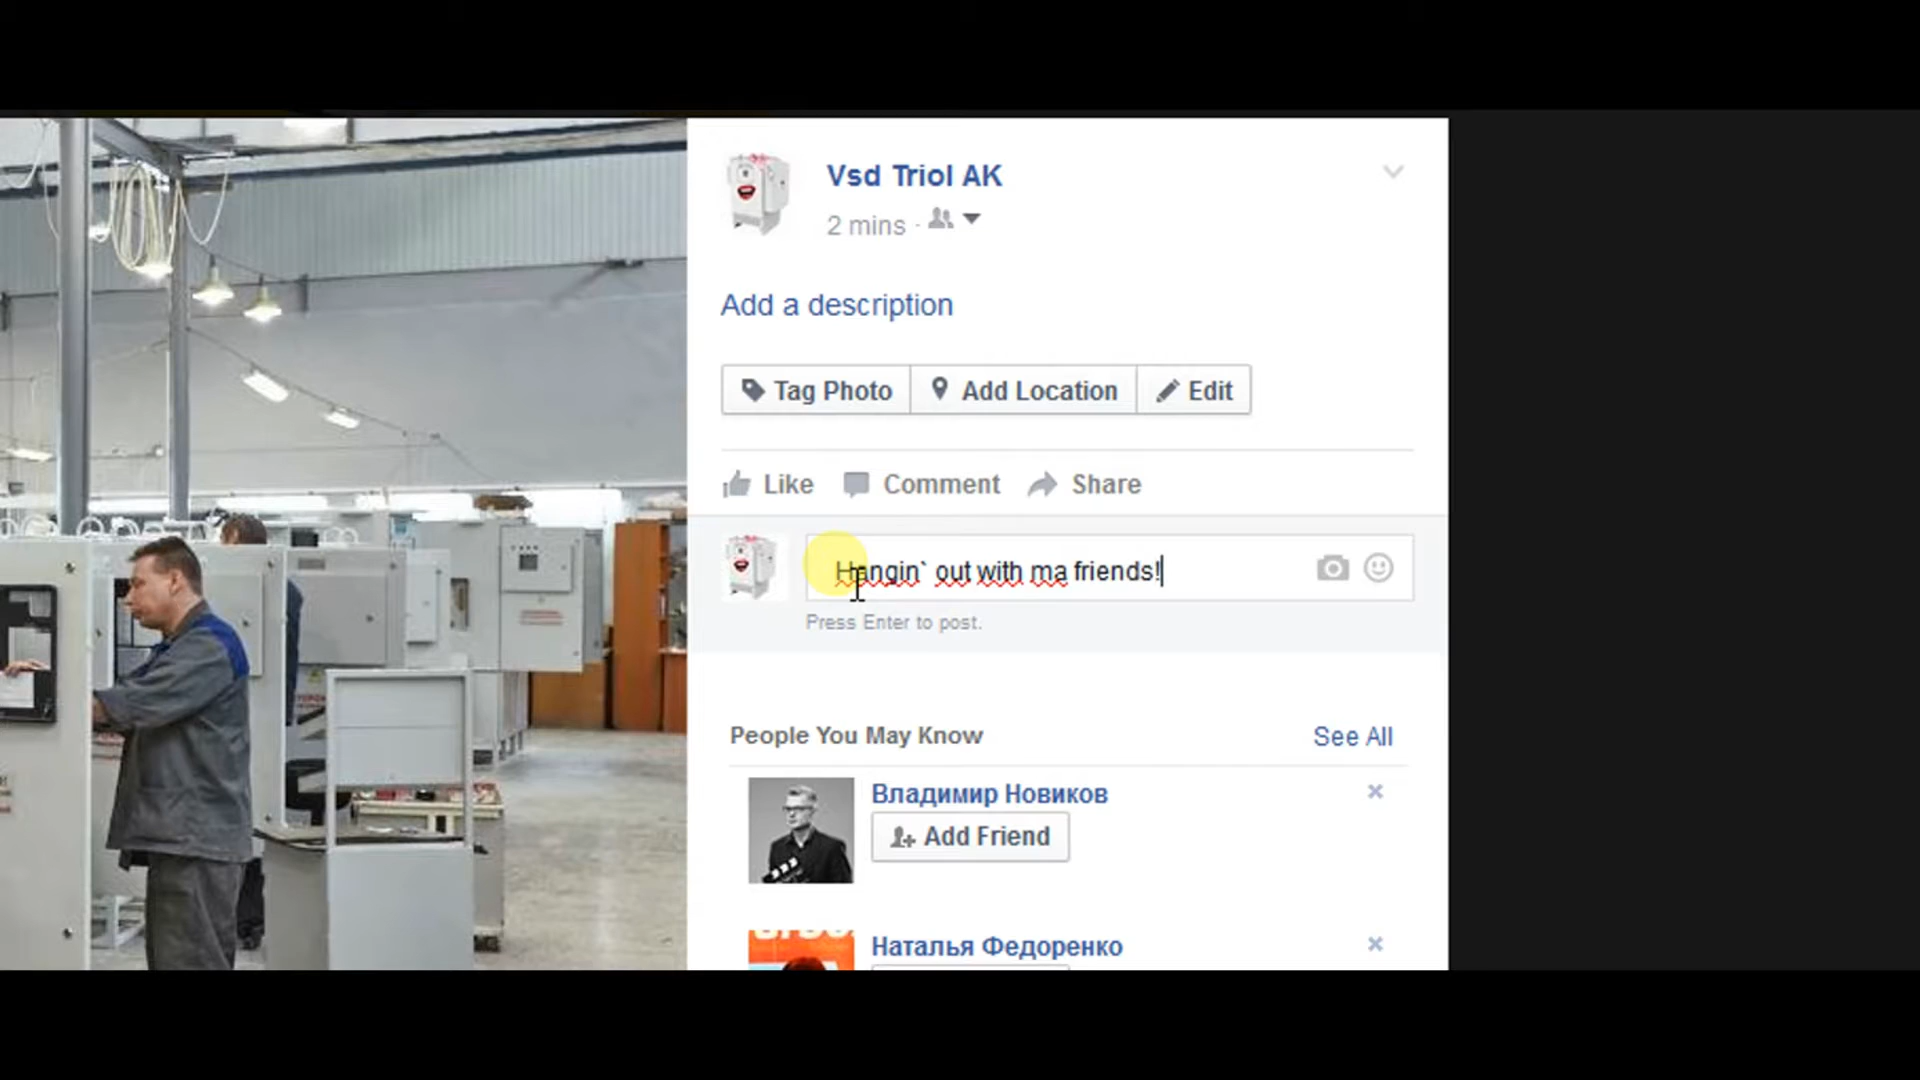 Vsd Triol AK
2 mins ·
Add a description
Tag Photo
Add Location
Edit
Like
Comment
Share
Hangin` out with ma friends!
Press Enter to post.
People You May Know
See All
Владимир Новиков
Add Friend
Наталья Федоренко